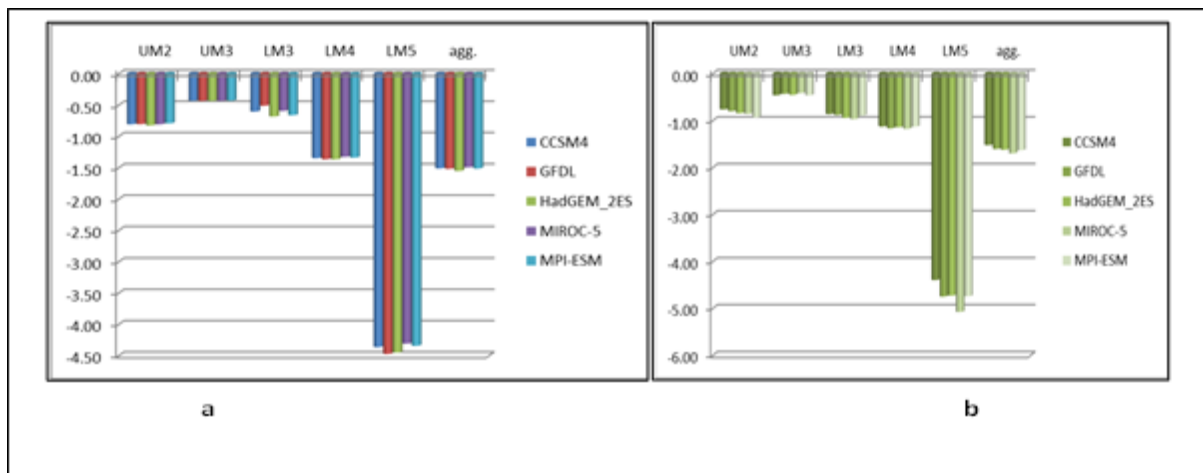 UM2 UM3 LM3 LM4 LM5 agg.
0.00
-0.50
-1.00
-1.50
-2.00
-2.50
-3.00
-3.50
-4.00
-4.50
CCSM4
GFDL
HadGEM_2ES
MIROC-5
MPI-ESM
a
UM2 UM3 LM3 LM4 LM5 agg.
0.00
-1.00
-2.00
-3.00
-4.00
-5.00
-6.00
CCSM4
GFDL
HadGEM_2ES
MIROC-5
MPI-ESM
b